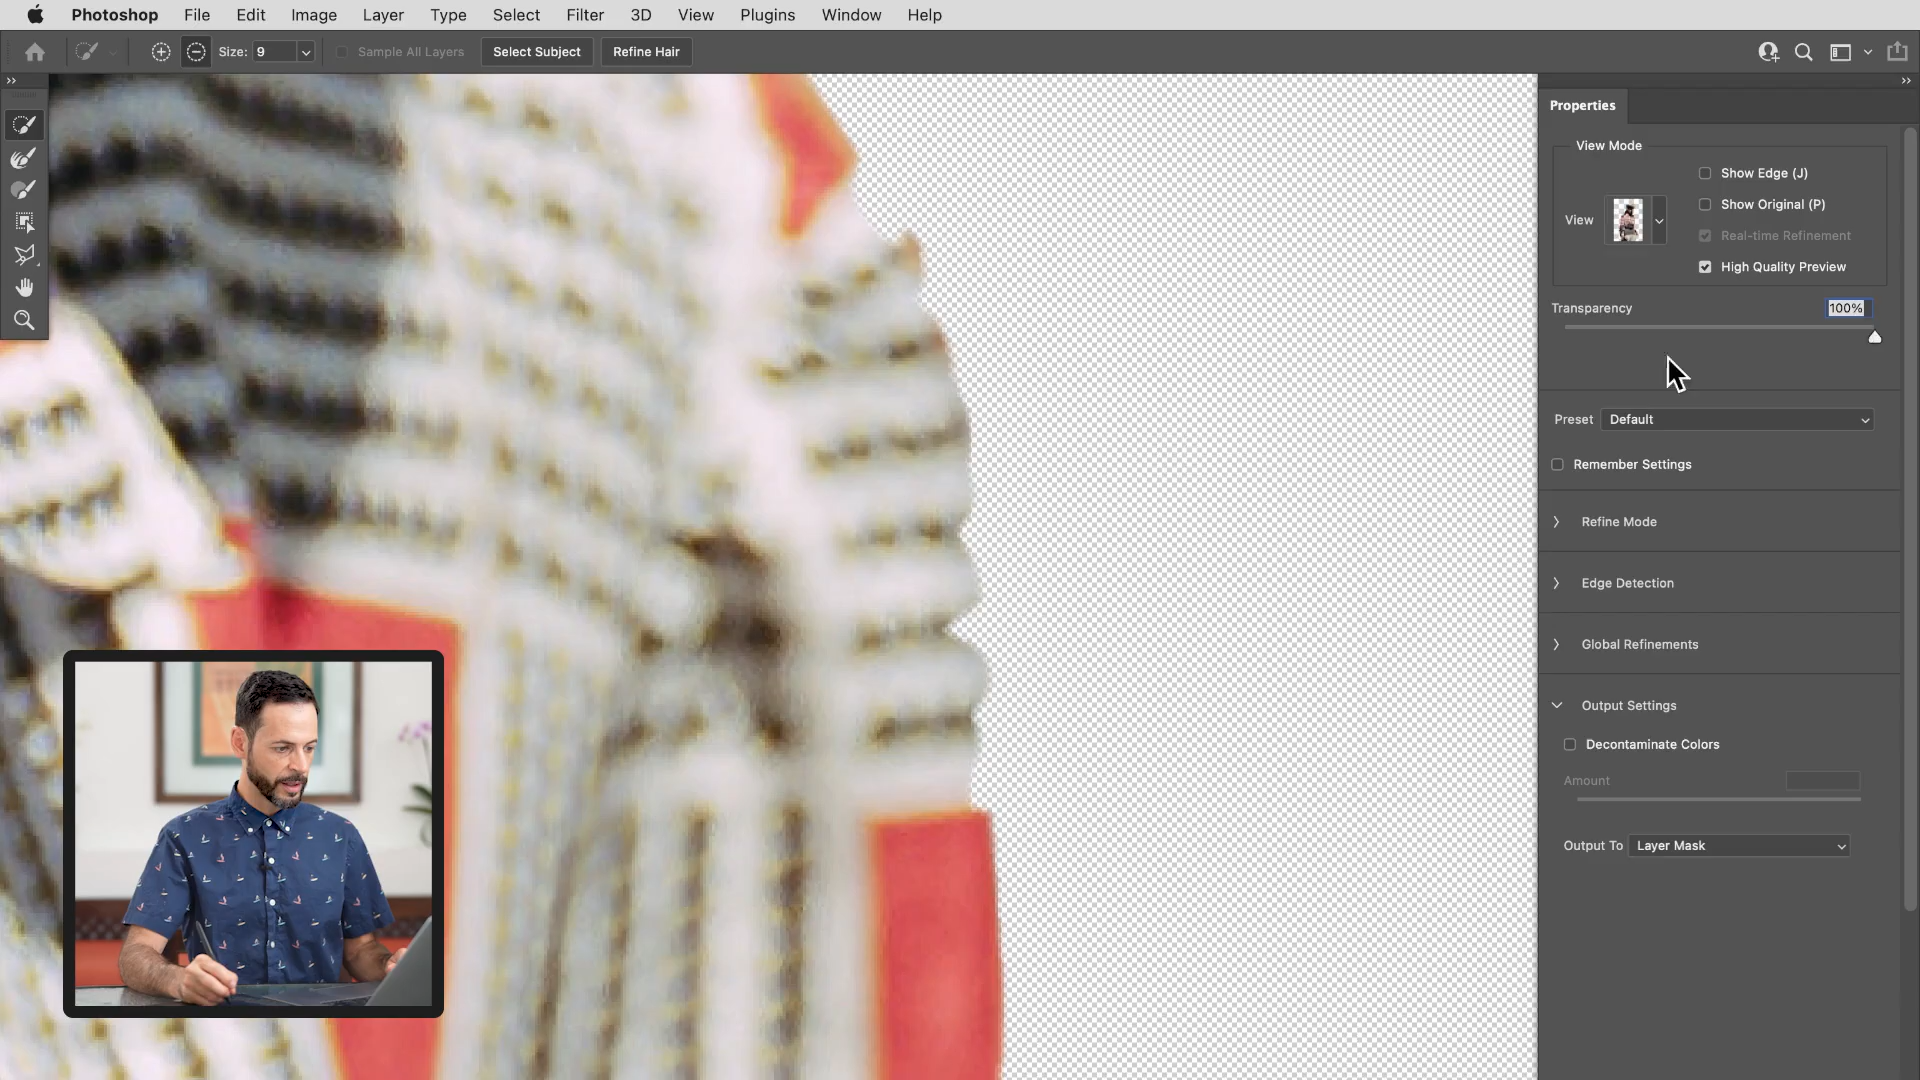 Photoshop File Edit Image Layer Type Select Filter 3D View Plugins Window Help
Size: 9 Sample All Layers Select Subject Refine Hair
Properties
View Mode
Show Edge (J)
Show Original (P)
View
Real-time Refinement
High Quality Preview
Transparency 100%
Preset Default
Remember Settings
Refine Mode
Edge Detection
Global Refinements
Output Settings
Decontaminate Colors
Amount
Output To Layer Mask